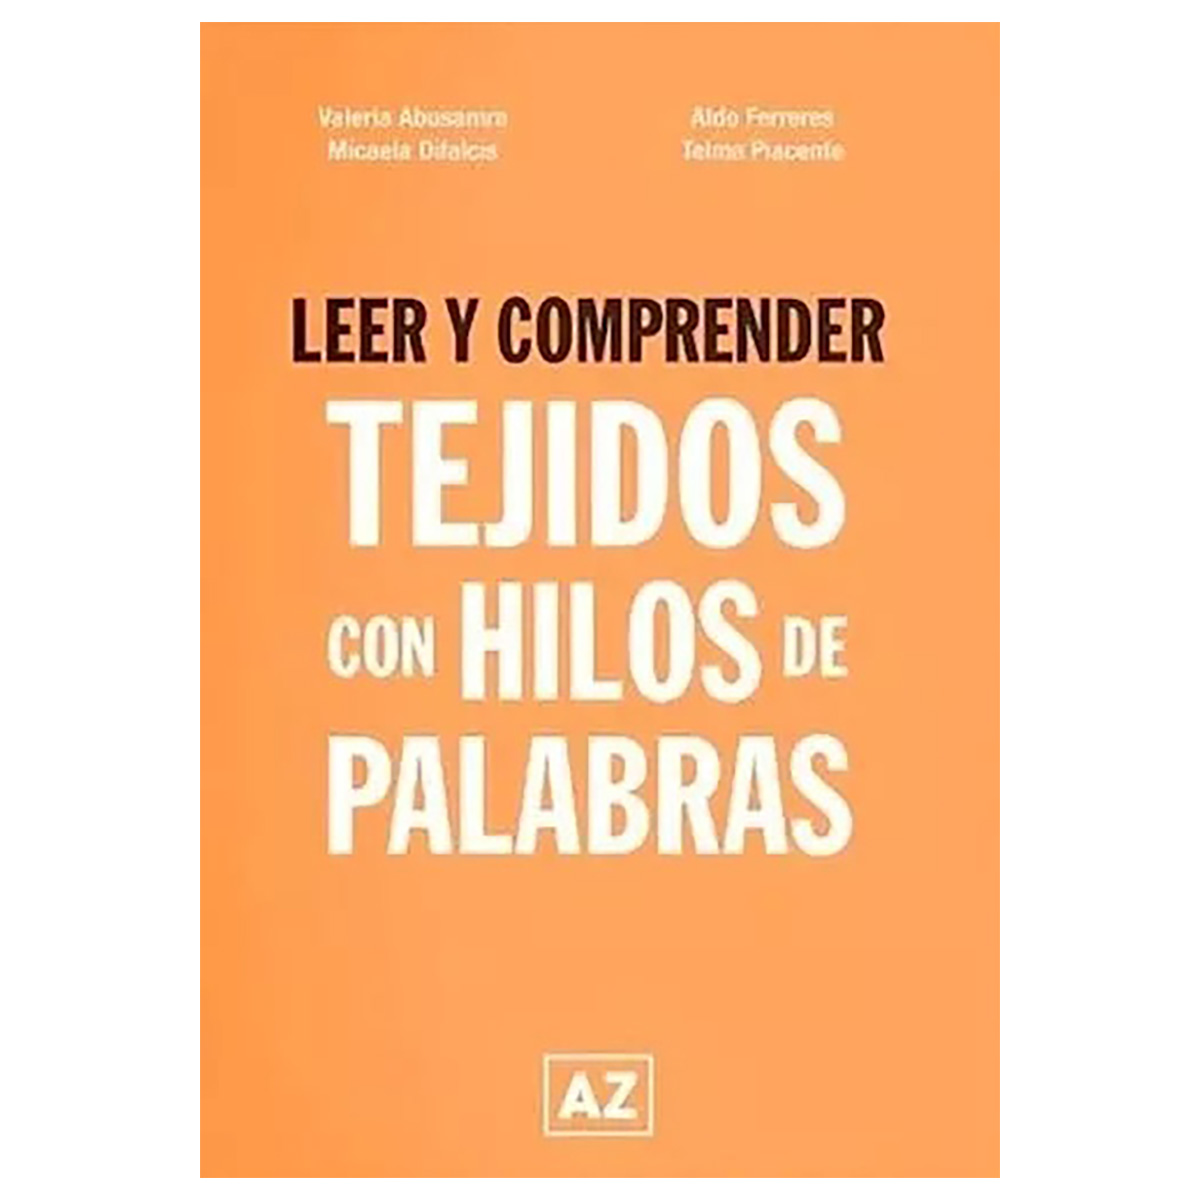 Valeria Abusamra
Micaela Difalcis
Aldo Ferreres
Telma Piacente
LEER Y COMPRENDER
TEJIDOS
CON HILOS DE
PALABRAS
AZ